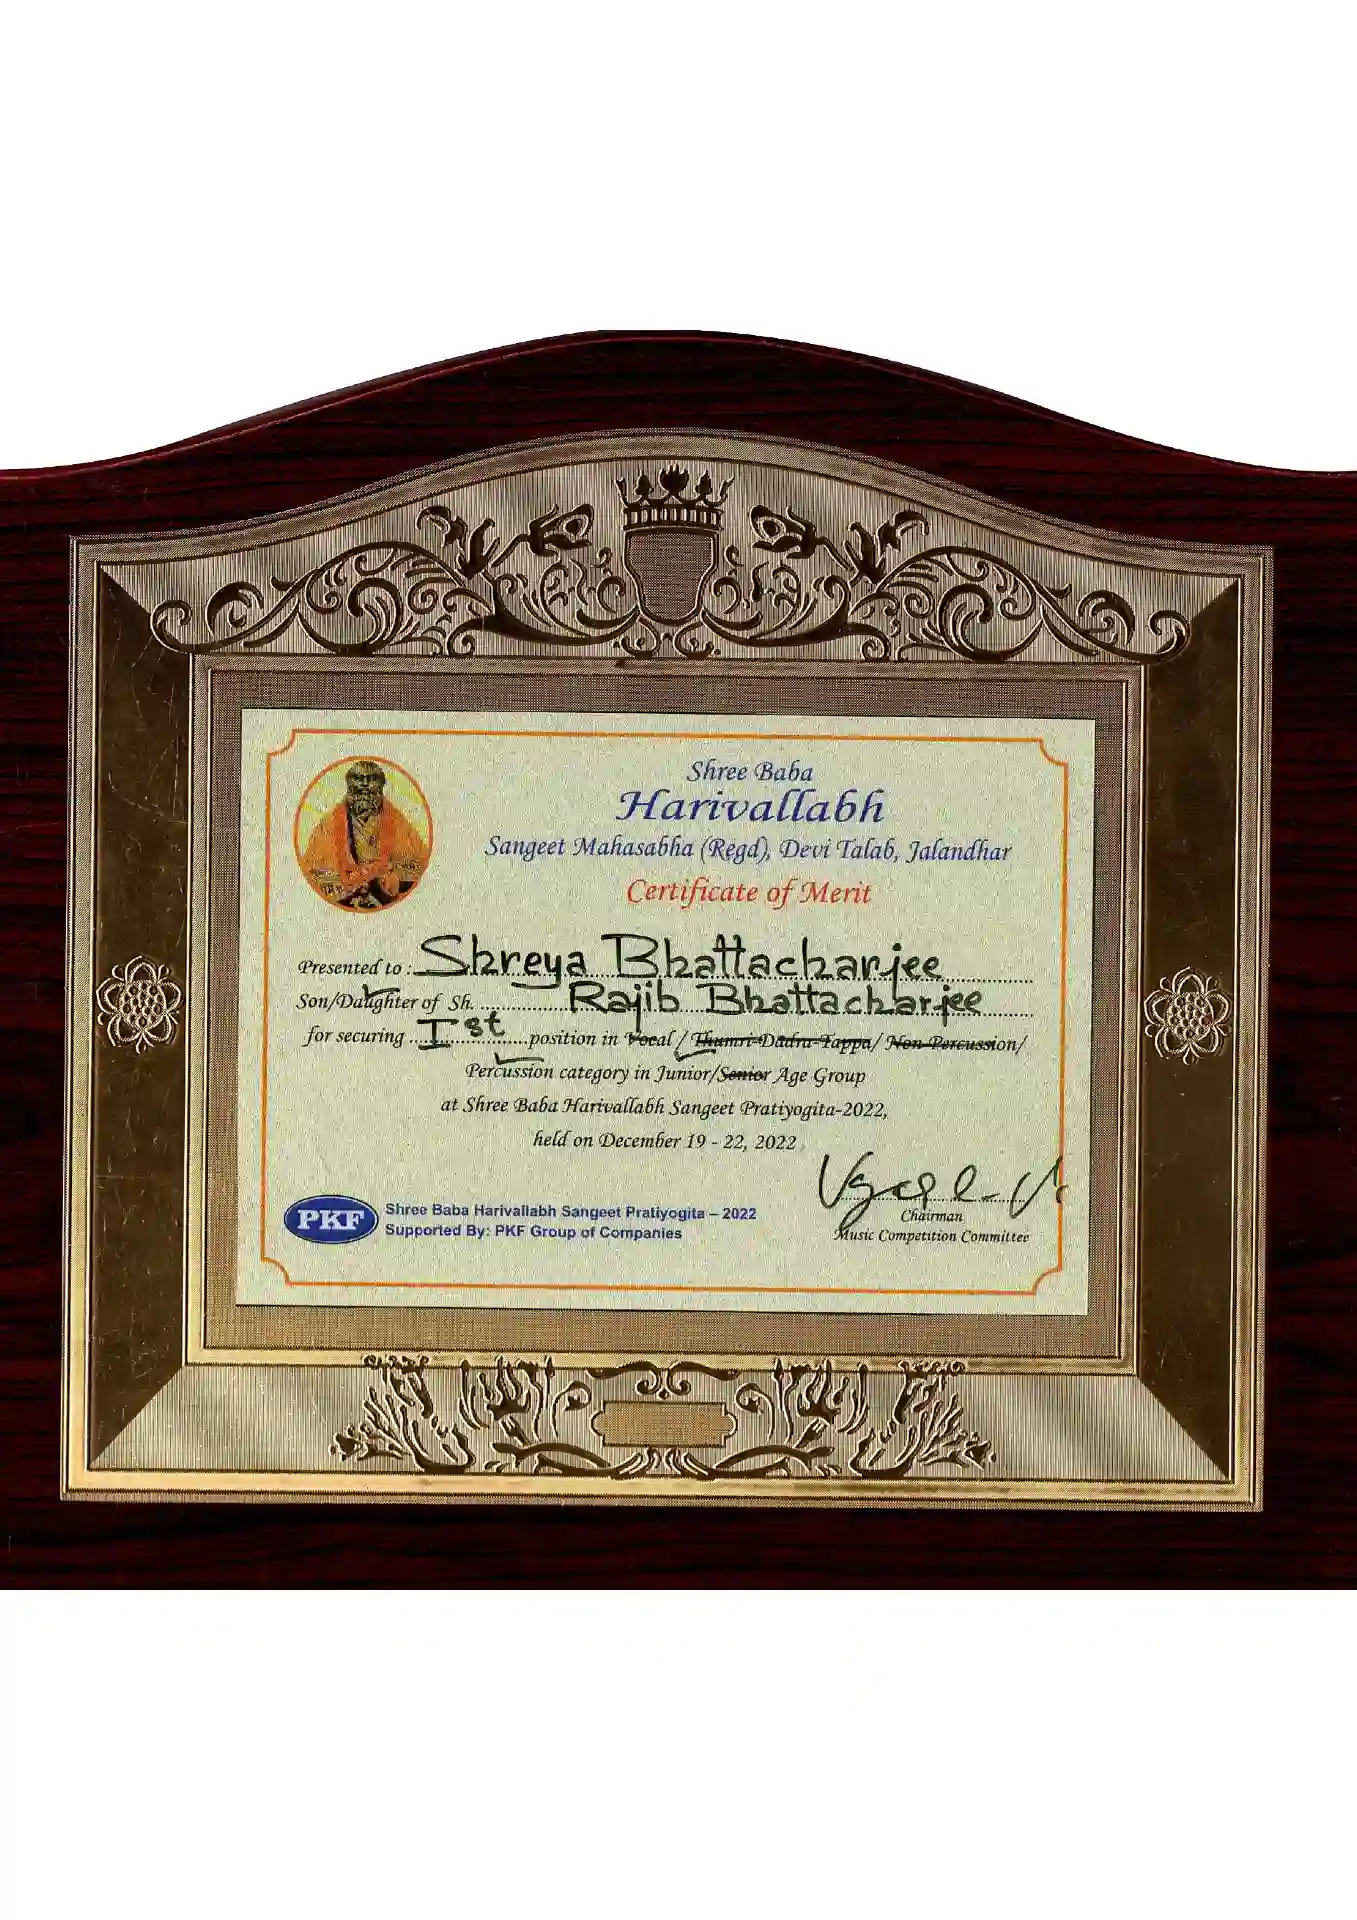 Shree Baba
Harivallabh
Sangeet Mahasabha (Regd), Devi Talab, Jalandhar
Certificate of Merit
Presented to : Shreya Bhattacharjee
Son/Daughter of Sh. Rajib Bhattacharjee
for securing Ist position in Vocal / Thumri-Dadra-Tappa/ Non-Percussion/
Percussion category in Junior/Senior Age Group
at Shree Baba Harivallabh Sangeet Pratiyogita-2022,
held on December 19 - 22, 2022
Chairman
Music Competition Committee
PKF
Shree Baba Harivallabh Sangeet Pratiyogita – 2022
Supported By: PKF Group of Companies